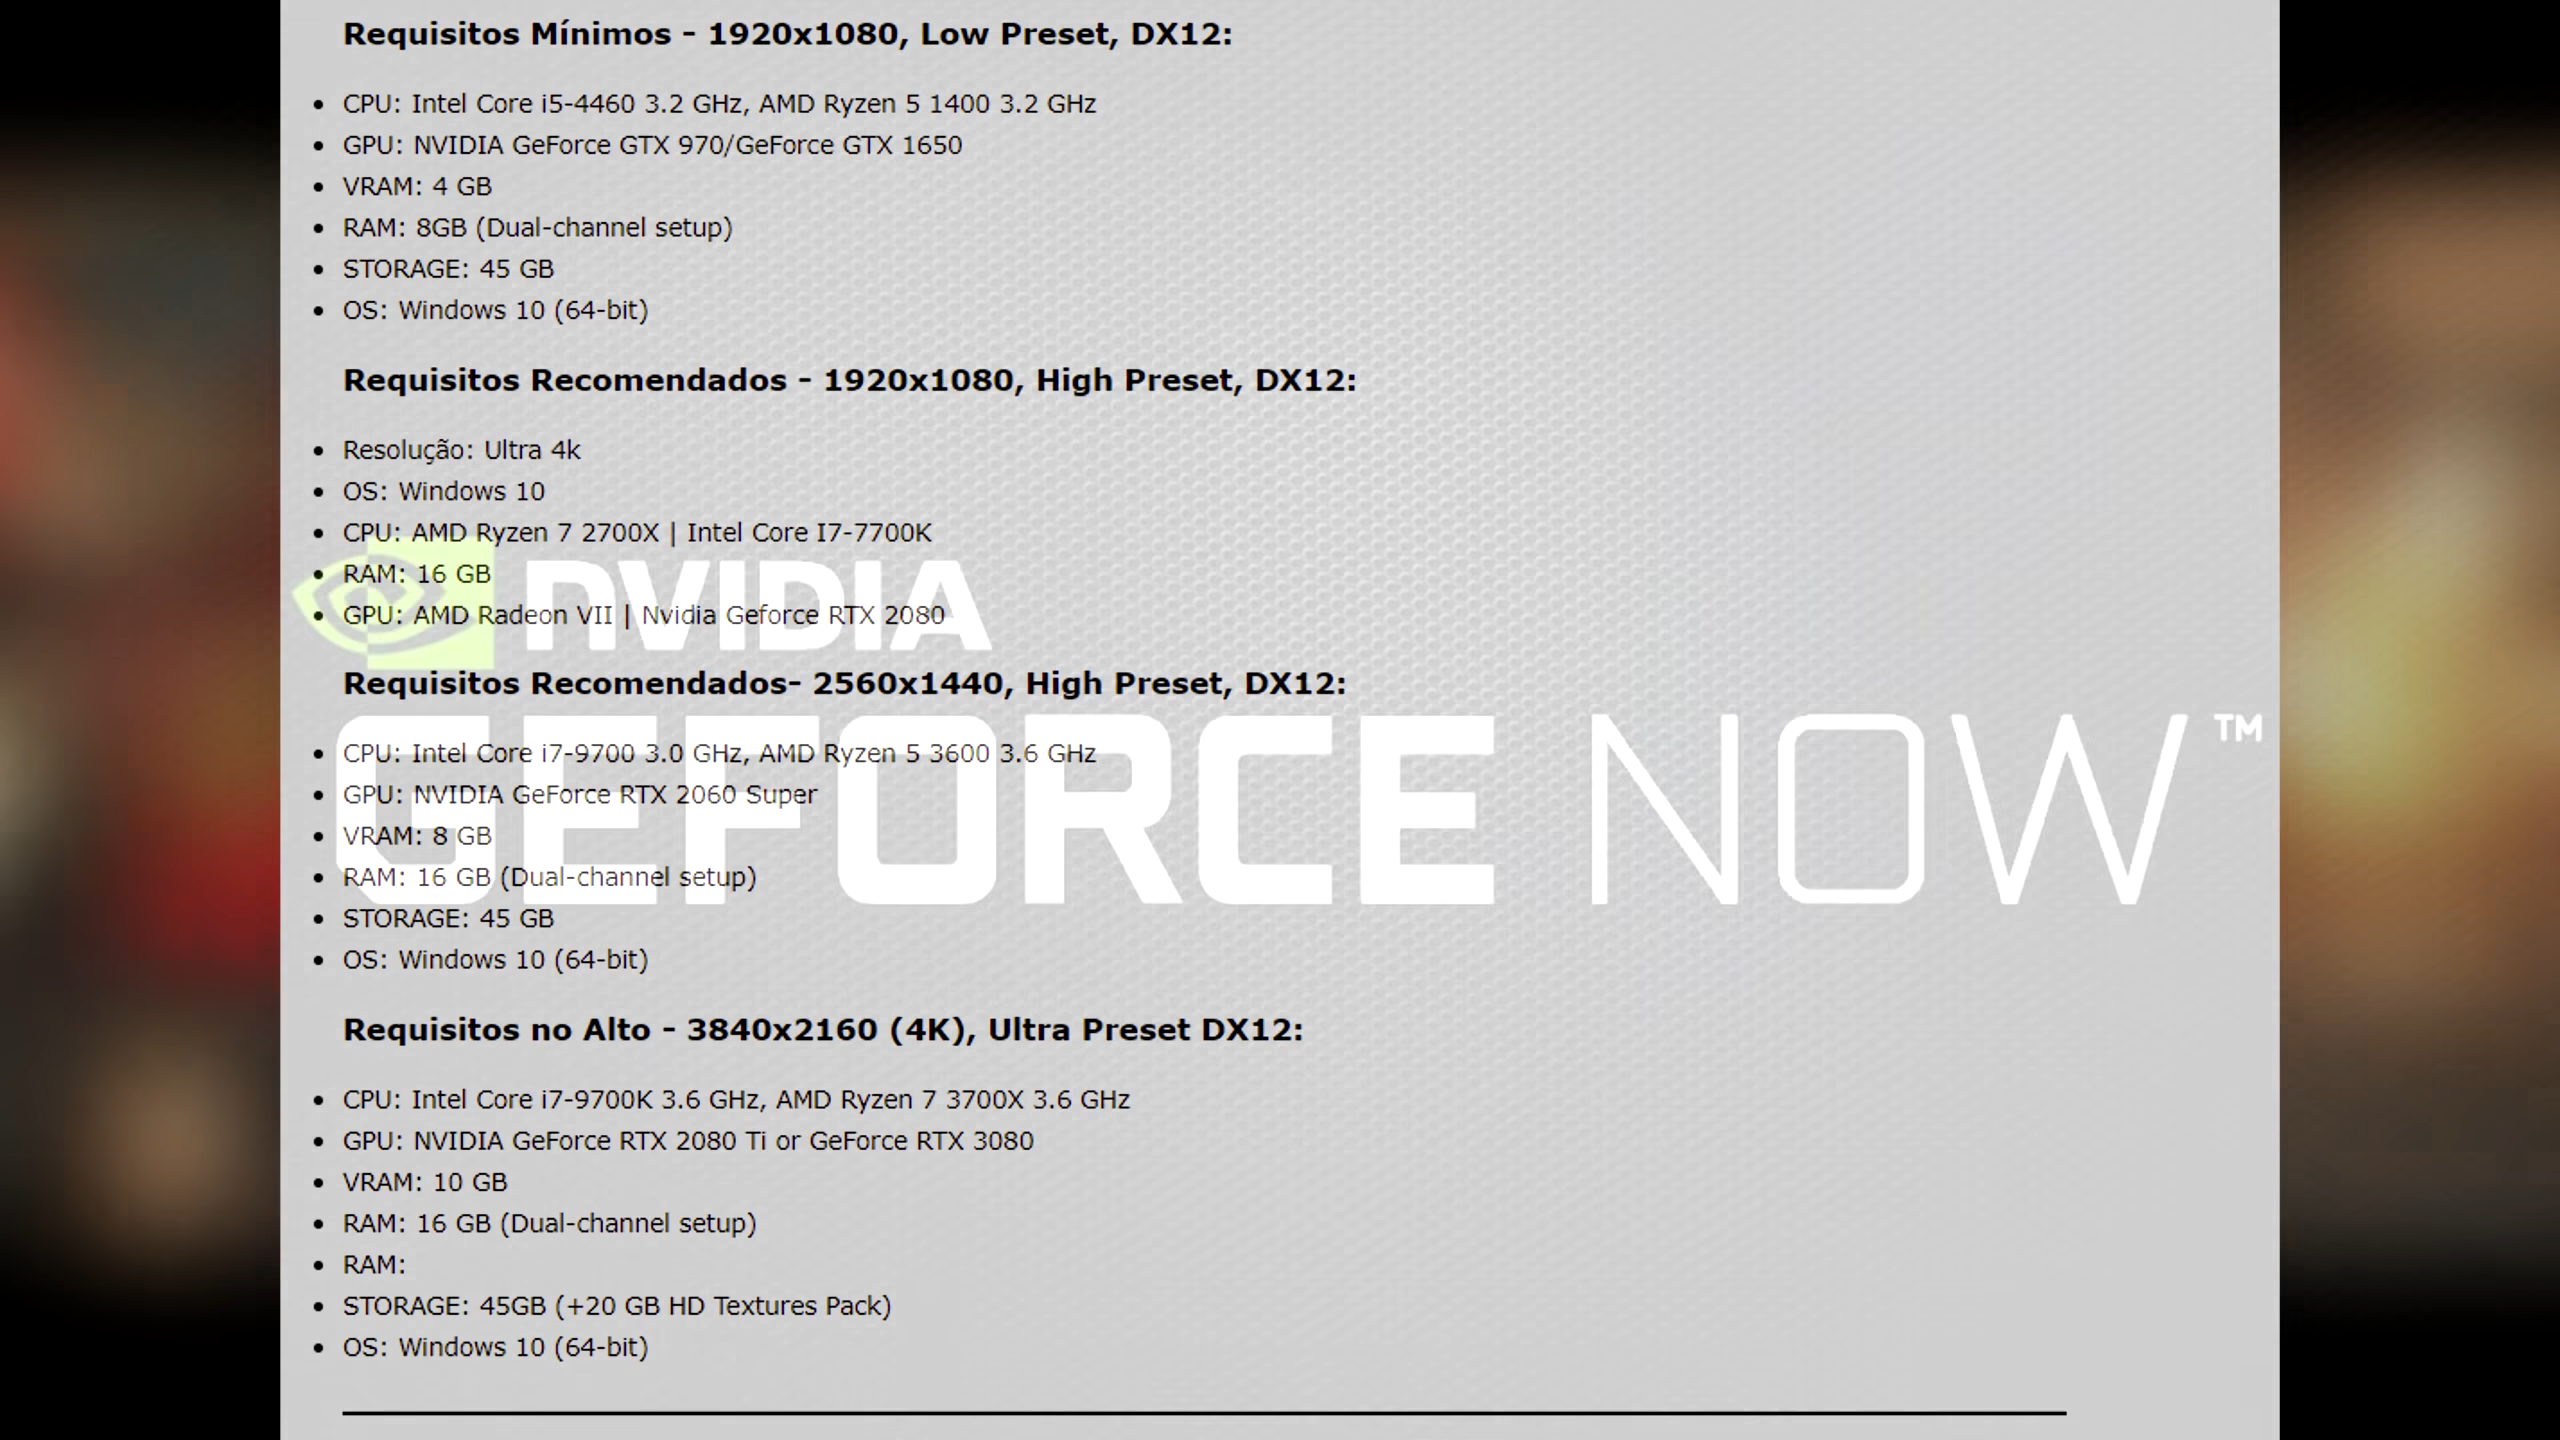 Requisitos Mínimos - 1920x1080, Low Preset, DX12:
• CPU: Intel Core i5-4460 3.2 GHz, AMD Ryzen 5 1400 3.2 GHz
• GPU: NVIDIA GeForce GTX 970/GeForce GTX 1650
• VRAM: 4 GB
• RAM: 8GB (Dual-channel setup)
• STORAGE: 45 GB
• OS: Windows 10 (64-bit)
Requisitos Recomendados - 1920x1080, High Preset, DX12:
• Resolução: Ultra 4k
• OS: Windows 10
• CPU: AMD Ryzen 7 2700X | Intel Core I7-7700K
• RAM: 16 GB
• GPU: AMD Radeon VII | Nvidia Geforce RTX 2080
NVIDIA
Requisitos Recomendados- 2560x1440, High Preset, DX12:
GEFORCE NOW™
• CPU: Intel Core i7-9700 3.0 GHz, AMD Ryzen 5 3600 3.6 GHz
• GPU: NVIDIA GeForce RTX 2060 Super
• VRAM: 8 GB
• RAM: 16 GB (Dual-channel setup)
• STORAGE: 45 GB
• OS: Windows 10 (64-bit)
Requisitos no Alto - 3840x2160 (4K), Ultra Preset DX12:
• CPU: Intel Core i7-9700K 3.6 GHz, AMD Ryzen 7 3700X 3.6 GHz
• GPU: NVIDIA GeForce RTX 2080 Ti or GeForce RTX 3080
• VRAM: 10 GB
• RAM: 16 GB (Dual-channel setup)
• RAM:
• STORAGE: 45GB (+20 GB HD Textures Pack)
• OS: Windows 10 (64-bit)